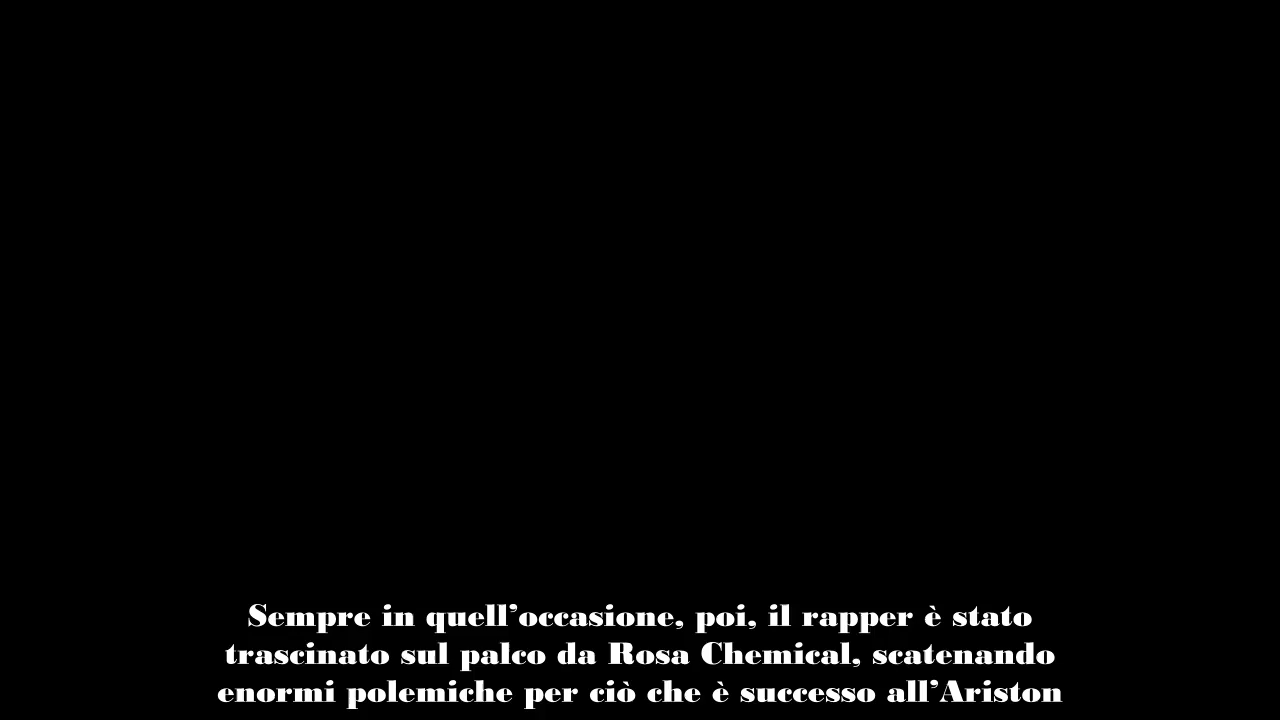 Sempre in quell’occasione, poi, il rapper è stato
trascinato sul palco da Rosa Chemical, scatenando
enormi polemiche per ciò che è successo all’Ariston